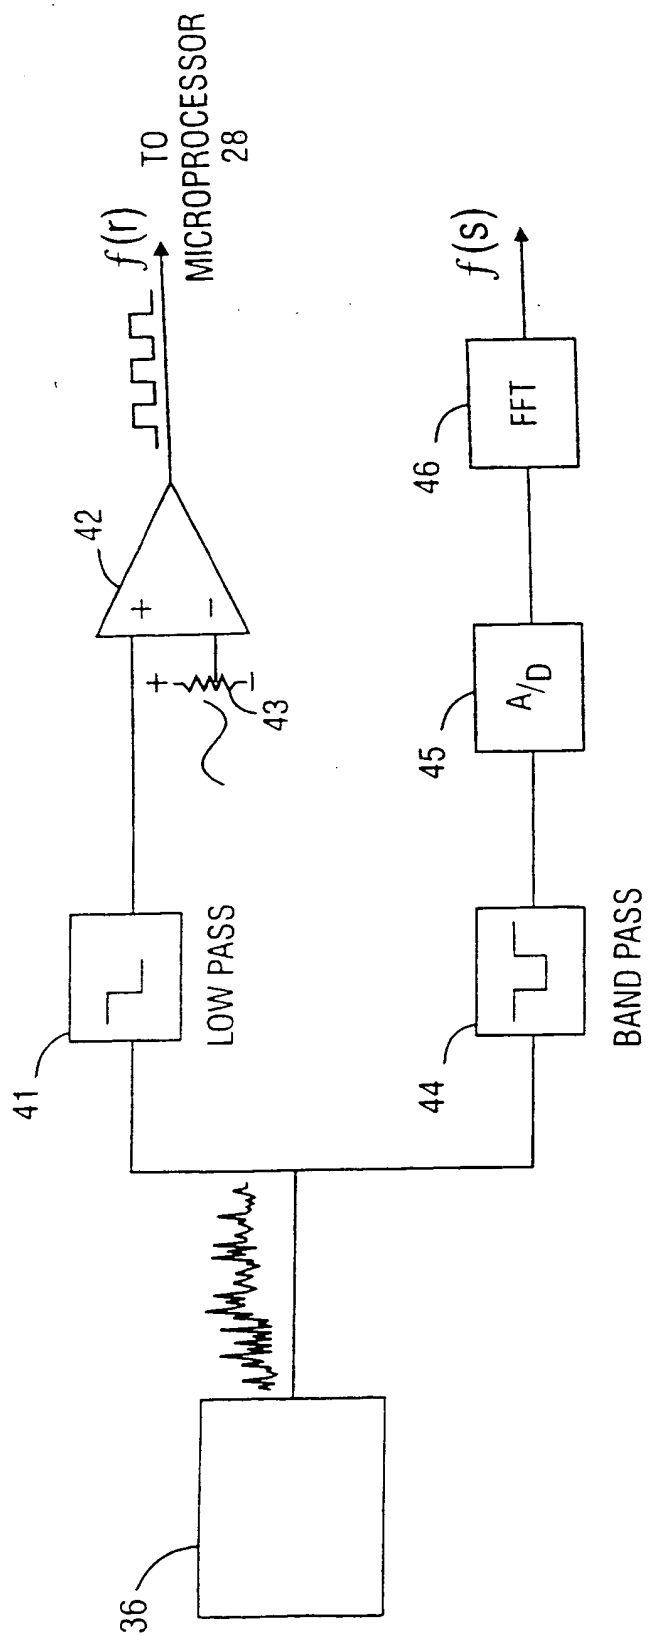 36
41
LOW PASS
+
−
42
+
−
43
f(r)
TO
MICROPROCESSOR
28
44
BAND PASS
45
A/D
46
FFT
f(s)